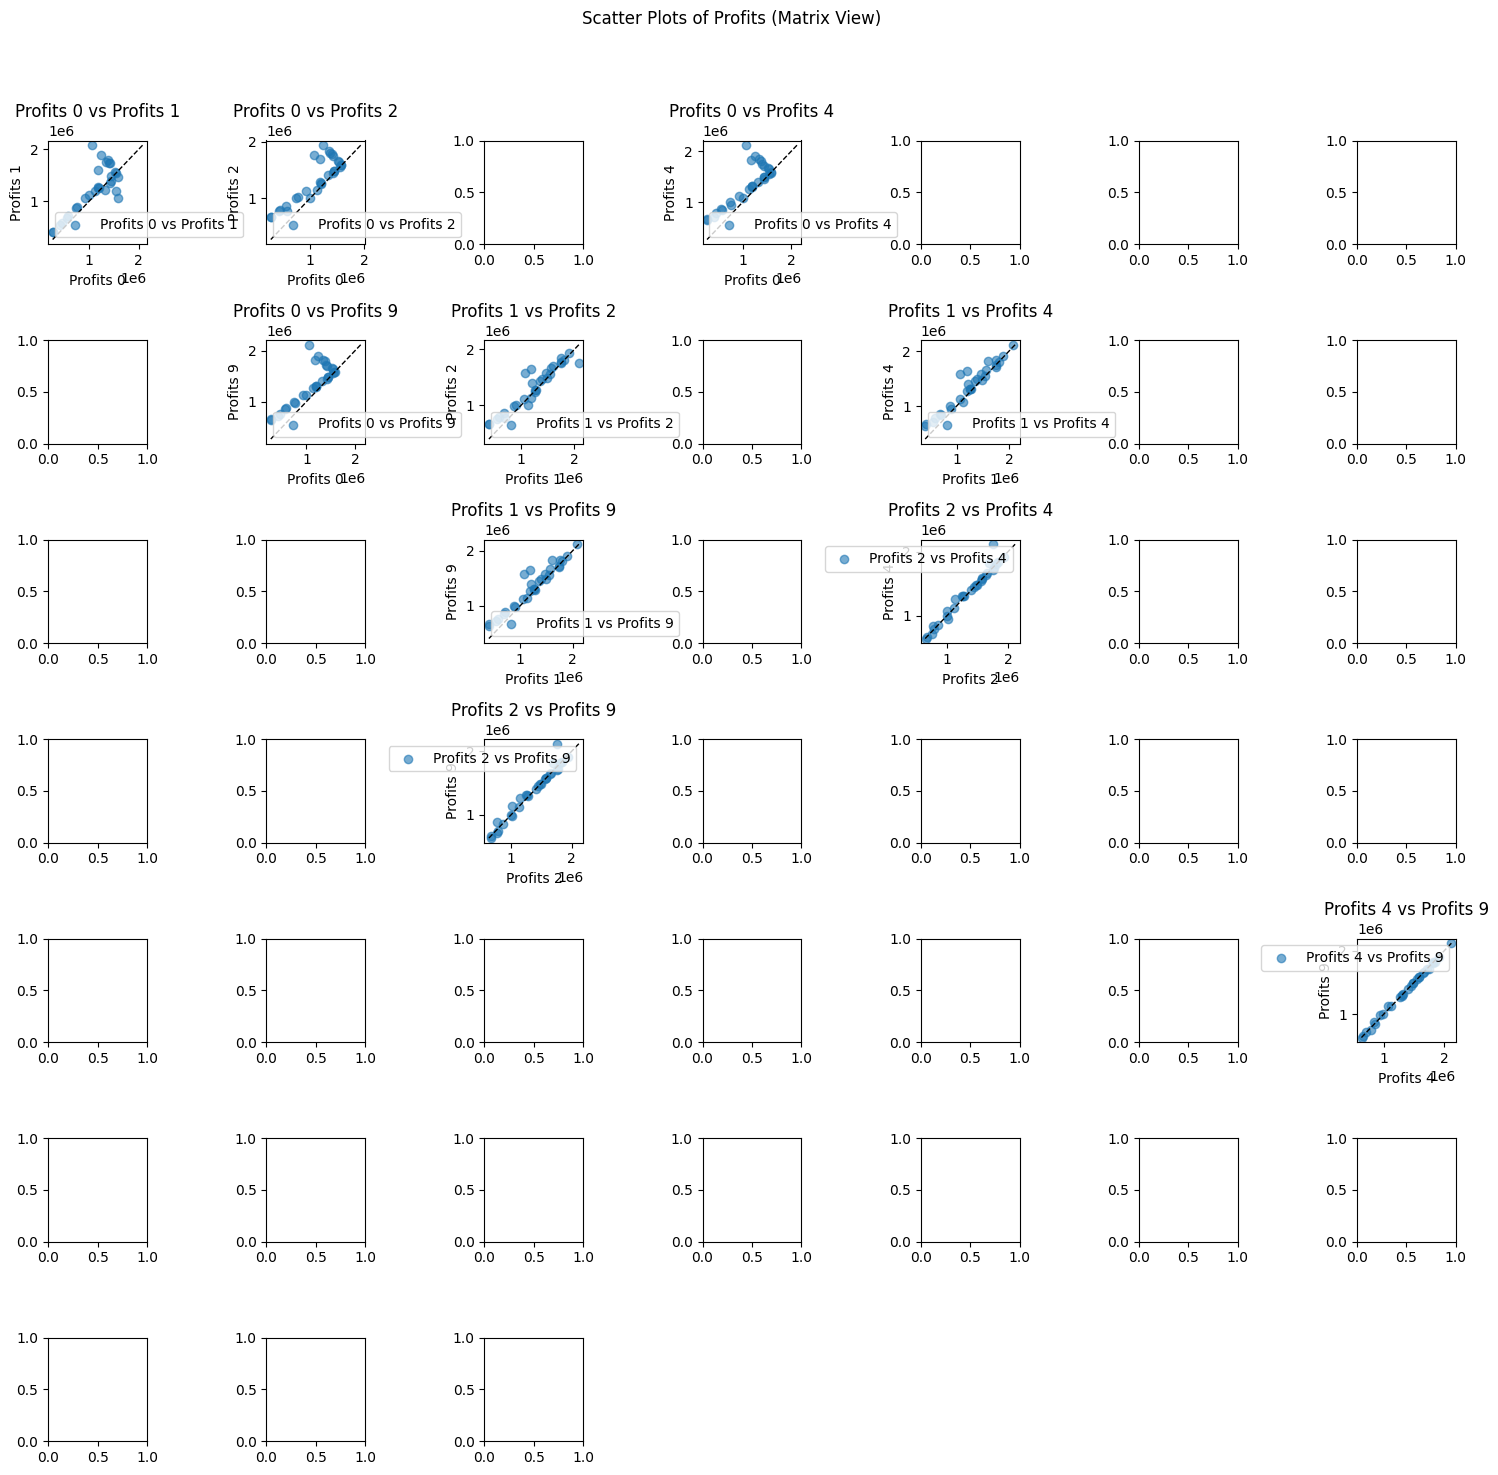 Scatter Plots of Profits (Matrix View)
Profits 0 vs Profits 1 Profits 0 vs Profits 2 Profits 0 vs Profits 4
1e6 1e6 1e6
2 2 1.0 2 1.0 1.0 1.0
Profits 1 Profits 2 0.5 Profits 4 0.5 0.5 0.5
1 1 1
Profits 0 vs Profits 1 Profits 0 vs Profits 2 Profits 0 vs Profits 4
0.0 0.0 0.0 0.0
1 2 1 2 0.0 0.5 1.0 1 2 0.0 0.5 1.0 0.0 0.5 1.0 0.0 0.5 1.0
Profits 0 1e6 Profits 0 1e6 Profits 0 1e6
Profits 0 vs Profits 9 Profits 1 vs Profits 2 Profits 1 vs Profits 4
1e6 1e6 1e6
1.0 2 2 1.0 2 1.0 1.0
0.5 Profits 9 Profits 2 0.5 Profits 4 0.5 0.5
1 1 1
Profits 0 vs Profits 9 Profits 1 vs Profits 2 Profits 1 vs Profits 4
0.0 0.0 0.0 0.0
0.0 0.5 1.0 1 2 1 2 0.0 0.5 1.0 1 2 0.0 0.5 1.0 0.0 0.5 1.0
Profits 0 1e6 Profits 1 1e6 Profits 1 1e6
Profits 1 vs Profits 9 Profits 2 vs Profits 4
1e6 1e6
1.0 1.0 2 1.0 2 1.0 1.0
Profits 2 vs Profits 4
0.5 0.5 Profits 9 0.5 Profits 4 0.5 0.5
1 1
Profits 1 vs Profits 9
0.0 0.0 0.0 0.0 0.0
0.0 0.5 1.0 0.0 0.5 1.0 1 2 0.0 0.5 1.0 1 2 0.0 0.5 1.0 0.0 0.5 1.0
Profits 1 1e6 Profits 2 1e6
Profits 2 vs Profits 9
1e6
1.0 1.0 2 1.0 1.0 1.0 1.0
Profits 2 vs Profits 9
0.5 0.5 Profits 9 0.5 0.5 0.5 0.5
1
0.0 0.0 0.0 0.0 0.0 0.0
0.0 0.5 1.0 0.0 0.5 1.0 1 2 0.0 0.5 1.0 0.0 0.5 1.0 0.0 0.5 1.0 0.0 0.5 1.0
Profits 2 1e6
Profits 4 vs Profits 9
1e6
1.0 1.0 1.0 1.0 1.0 1.0 2
Profits 4 vs Profits 9
0.5 0.5 0.5 0.5 0.5 0.5 Profits 9
1
0.0 0.0 0.0 0.0 0.0 0.0
0.0 0.5 1.0 0.0 0.5 1.0 0.0 0.5 1.0 0.0 0.5 1.0 0.0 0.5 1.0 0.0 0.5 1.0 1 2
Profits 4 1e6
1.0 1.0 1.0 1.0 1.0 1.0 1.0
0.5 0.5 0.5 0.5 0.5 0.5 0.5
0.0 0.0 0.0 0.0 0.0 0.0 0.0
0.0 0.5 1.0 0.0 0.5 1.0 0.0 0.5 1.0 0.0 0.5 1.0 0.0 0.5 1.0 0.0 0.5 1.0 0.0 0.5 1.0
1.0 1.0 1.0
0.5 0.5 0.5
0.0 0.0 0.0
0.0 0.5 1.0 0.0 0.5 1.0 0.0 0.5 1.0